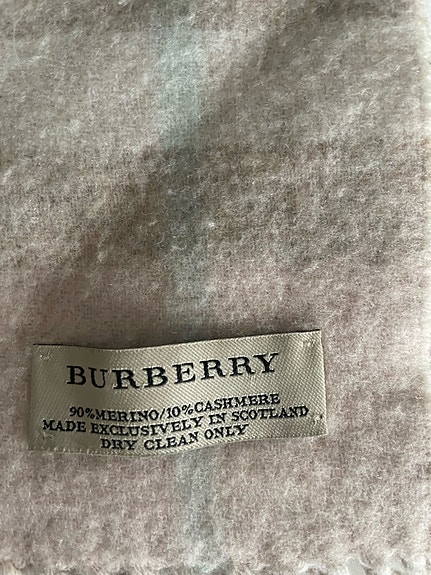 BURBERRY
90%MERINO/10%CASHMERE
MADE EXCLUSIVELY IN SCOTLAND
DRY CLEAN ONLY